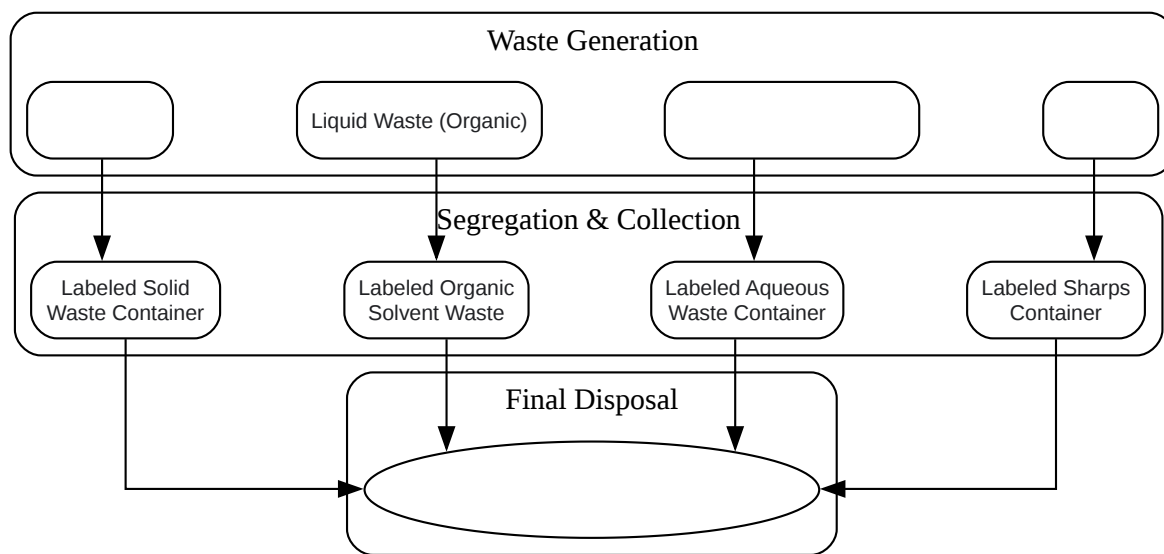 Waste Generation
Liquid Waste (Organic)
Segregation & Collection
Labeled Solid
Waste Container
Labeled Organic
Solvent Waste
Labeled Aqueous
Waste Container
Labeled Sharps
Container
Final Disposal